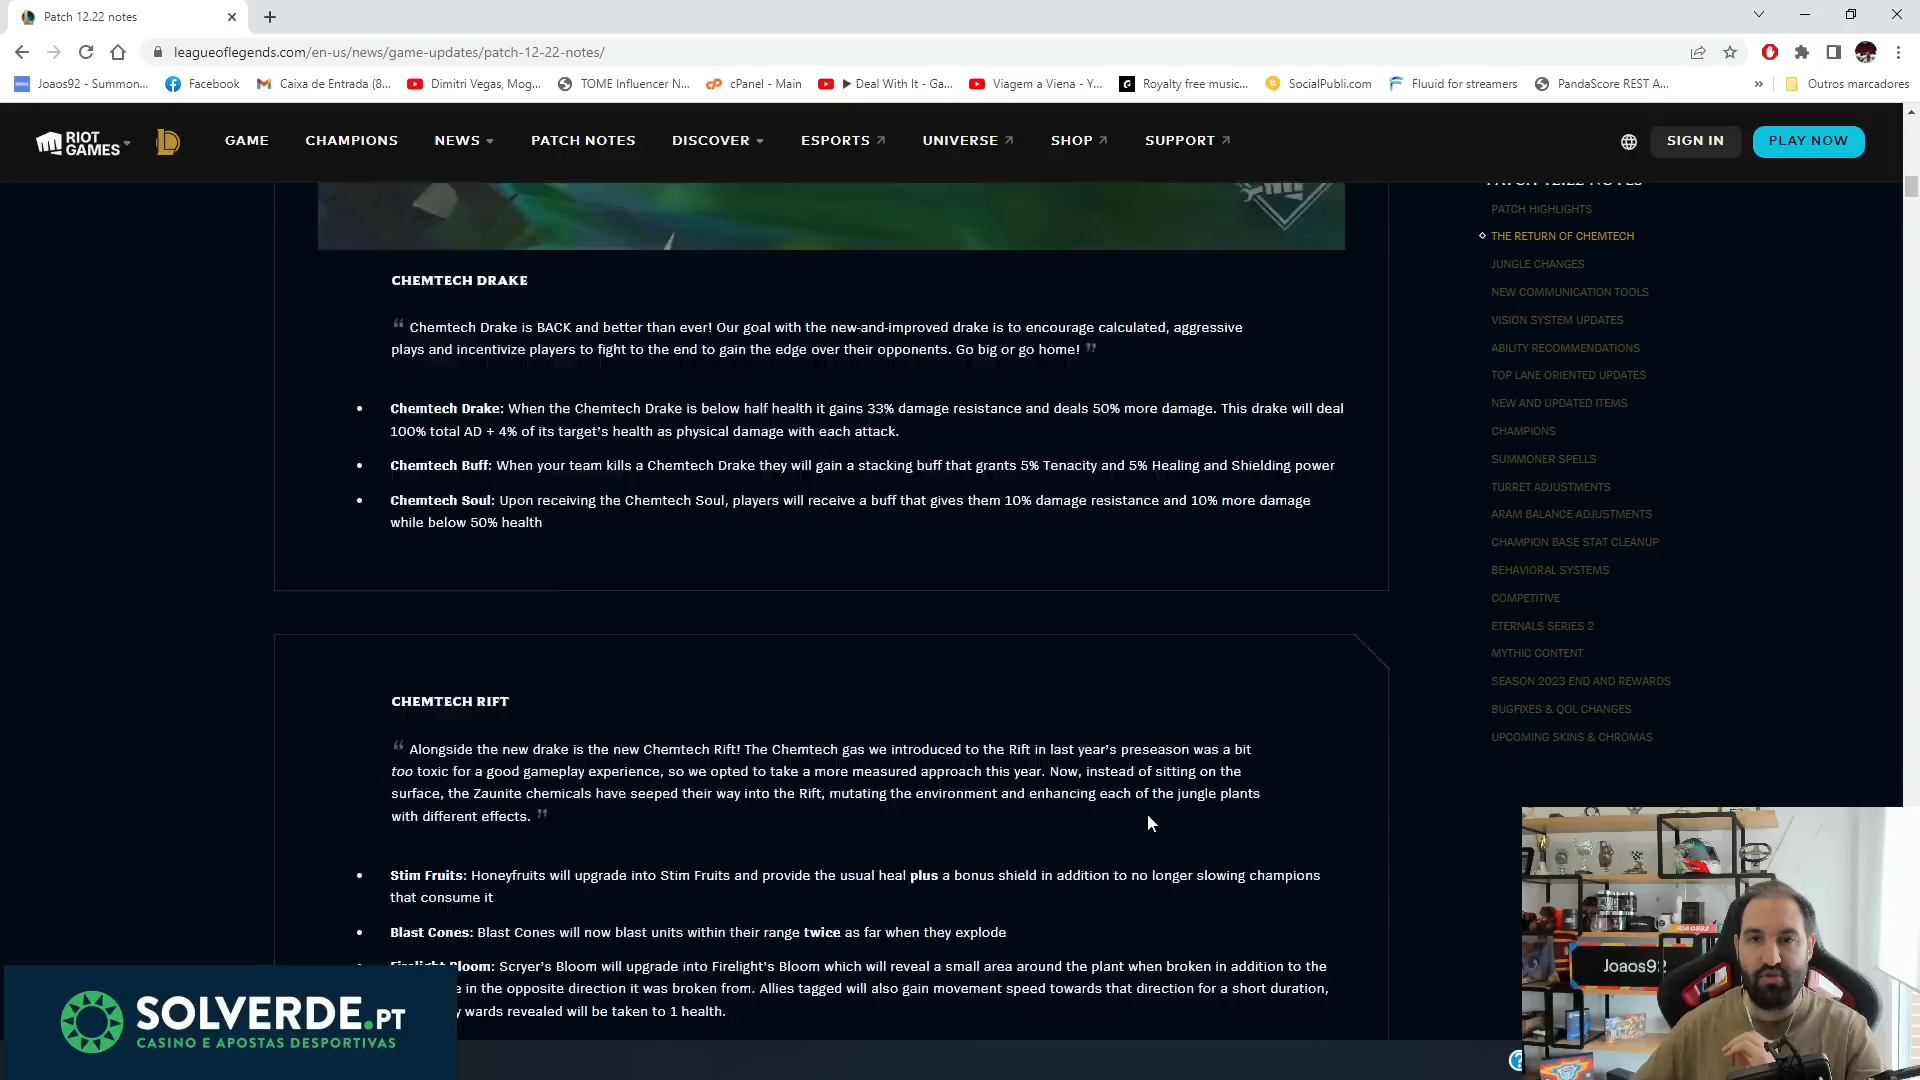 Patch 12.22 notes
leagueoflegends.com/en-us/news/game-updates/patch-12-22-notes/
Joaos92 - Summon... Facebook Caixa de Entrada (8... Dimitri Vegas, Mog... TOME Influencer N... cPanel - Main ▶ Deal With It - Ga... Viagem a Viena - Y... Royalty free music... SocialPubli.com Fluuid for streamers PandaScore REST A... » Outros marcadores
RIOT GAMES GAME CHAMPIONS NEWS PATCH NOTES DISCOVER ESPORTS UNIVERSE SHOP SUPPORT SIGN IN PLAY NOW
CHEMTECH DRAKE
“ Chemtech Drake is BACK and better than ever! Our goal with the new-and-improved drake is to encourage calculated, aggressive
plays and incentivize players to fight to the end to gain the edge over their opponents. Go big or go home! ”
• Chemtech Drake: When the Chemtech Drake is below half health it gains 33% damage resistance and deals 50% more damage. This drake will deal
100% total AD + 4% of its target’s health as physical damage with each attack.
• Chemtech Buff: When your team kills a Chemtech Drake they will gain a stacking buff that grants 5% Tenacity and 5% Healing and Shielding power
• Chemtech Soul: Upon receiving the Chemtech Soul, players will receive a buff that gives them 10% damage resistance and 10% more damage
while below 50% health
CHEMTECH RIFT
“ Alongside the new drake is the new Chemtech Rift! The Chemtech gas we introduced to the Rift in last year’s preseason was a bit
too toxic for a good gameplay experience, so we opted to take a more measured approach this year. Now, instead of sitting on the
surface, the Zaunite chemicals have seeped their way into the Rift, mutating the environment and enhancing each of the jungle plants
with different effects. ”
• Stim Fruits: Honeyfruits will upgrade into Stim Fruits and provide the usual heal plus a bonus shield in addition to no longer slowing champions
that consume it
• Blast Cones: Blast Cones will now blast units within their range twice as far when they explode
• Firelight Bloom: Scryer’s Bloom will upgrade into Firelight’s Bloom which will reveal a small area around the plant when broken in addition to the
in the opposite direction it was broken from. Allies tagged will also gain movement speed towards that direction for a short duration,
wards revealed will be taken to 1 health.
PATCH 12.22 NOTES
PATCH HIGHLIGHTS
THE RETURN OF CHEMTECH
JUNGLE CHANGES
NEW COMMUNICATION TOOLS
VISION SYSTEM UPDATES
ABILITY RECOMMENDATIONS
TOP LANE ORIENTED UPDATES
NEW AND UPDATED ITEMS
CHAMPIONS
SUMMONER SPELLS
TURRET ADJUSTMENTS
ARAM BALANCE ADJUSTMENTS
CHAMPION BASE STAT CLEANUP
BEHAVIORAL SYSTEMS
COMPETITIVE
ETERNALS SERIES 2
MYTHIC CONTENT
SEASON 2023 END AND REWARDS
BUGFIXES & QOL CHANGES
UPCOMING SKINS & CHROMAS
SOLVERDE.PT
CASINO E APOSTAS DESPORTIVAS
Joaos92